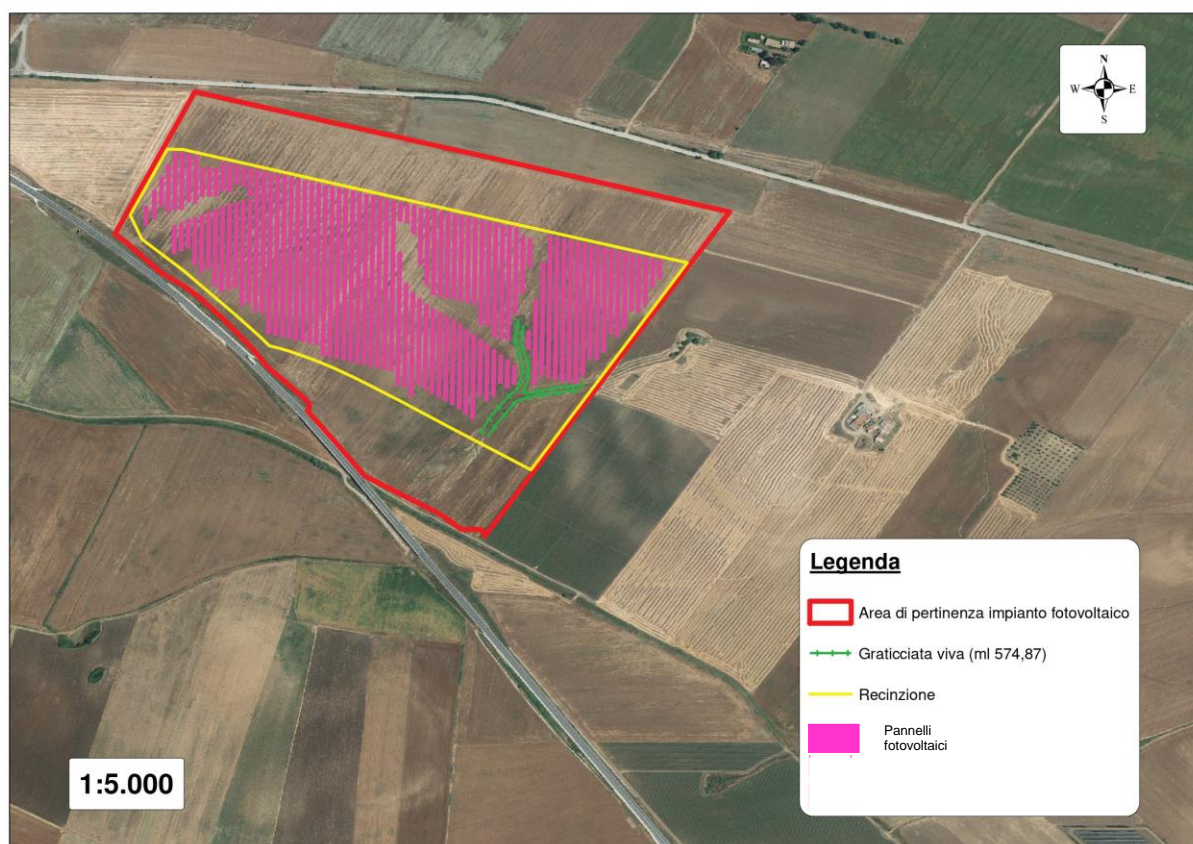 N
W E
S
Legenda
Area di pertinenza impianto fotovoltaico
Graticciata viva (ml 574,87)
Recinzione
Pannelli
fotovoltaici
1:5.000